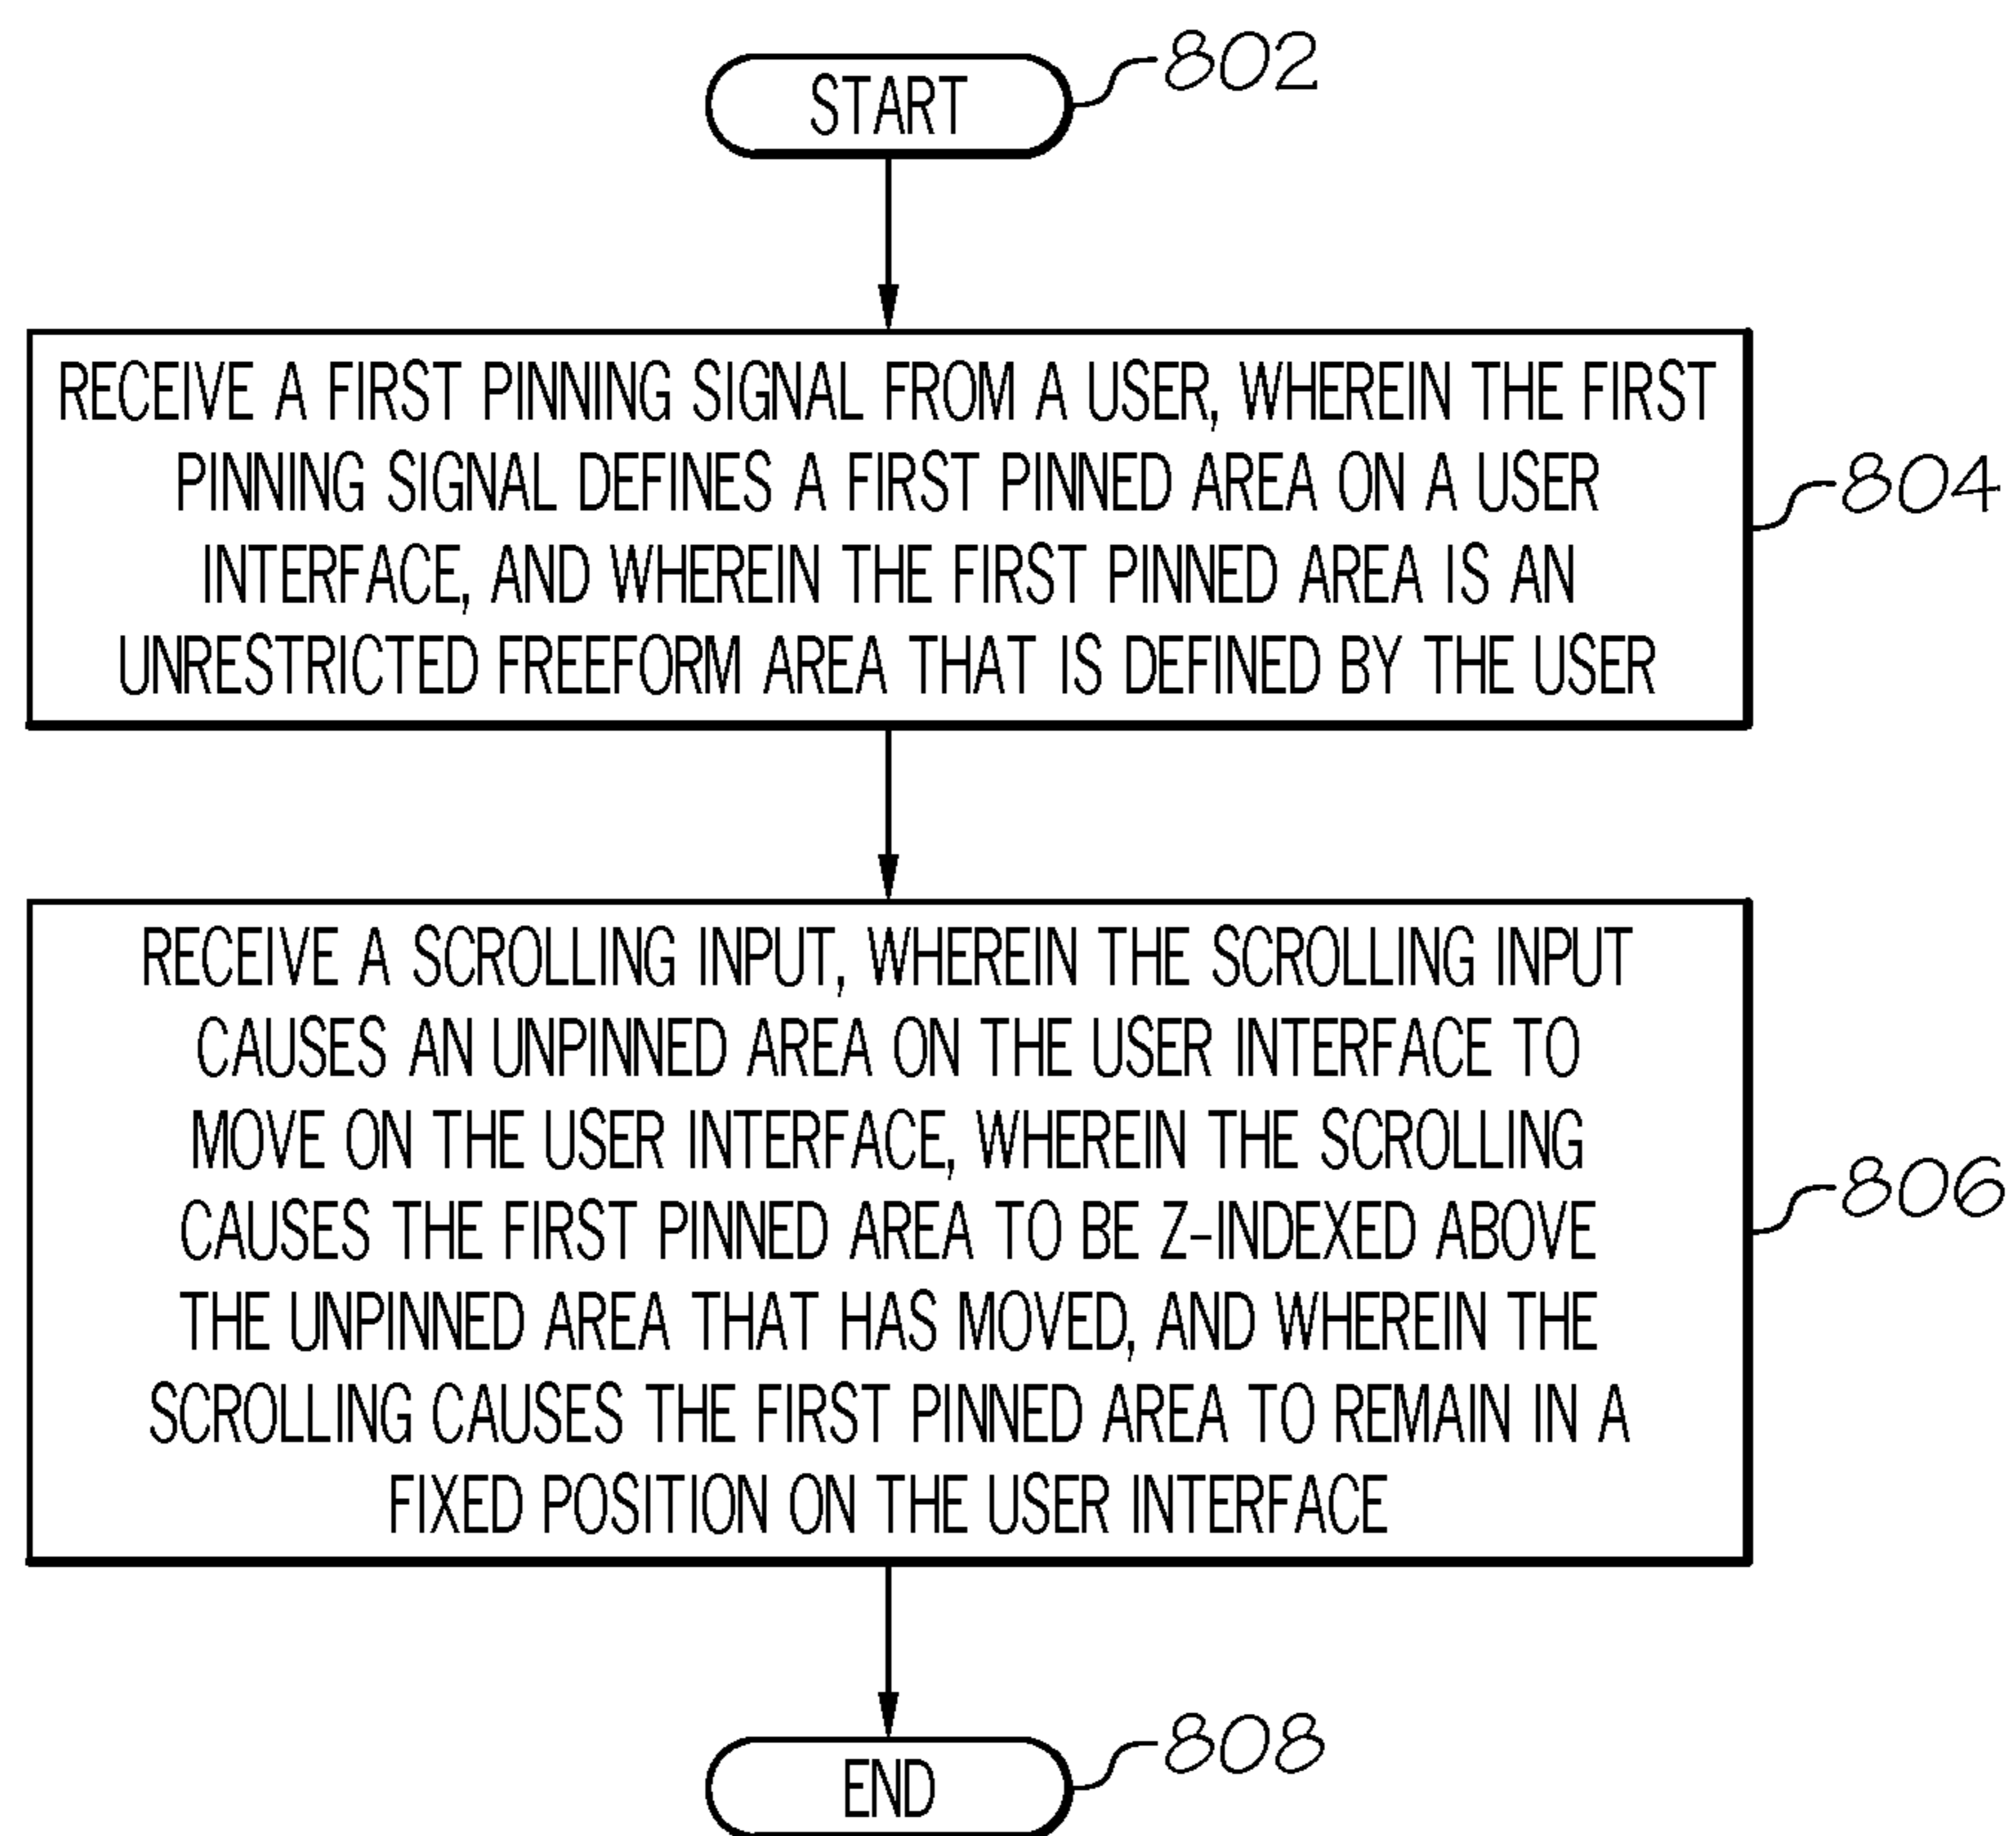 START
802
RECEIVE A FIRST PINNING SIGNAL FROM A USER, WHEREIN THE FIRST
PINNING SIGNAL DEFINES A FIRST PINNED AREA ON A USER
INTERFACE, AND WHEREIN THE FIRST PINNED AREA IS AN
UNRESTRICTED FREEFORM AREA THAT IS DEFINED BY THE USER
804
RECEIVE A SCROLLING INPUT, WHEREIN THE SCROLLING INPUT
CAUSES AN UNPINNED AREA ON THE USER INTERFACE TO
MOVE ON THE USER INTERFACE, WHEREIN THE SCROLLING
CAUSES THE FIRST PINNED AREA TO BE Z-INDEXED ABOVE
THE UNPINNED AREA THAT HAS MOVED, AND WHEREIN THE
SCROLLING CAUSES THE FIRST PINNED AREA TO REMAIN IN A
FIXED POSITION ON THE USER INTERFACE
806
END
808